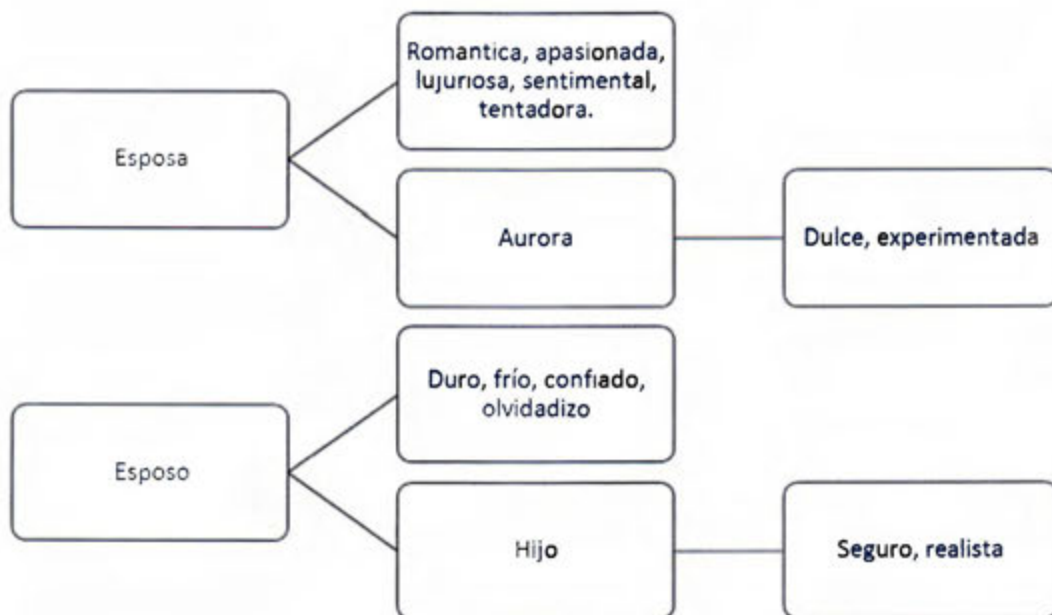 Esposa
Romantica, apasionada,
lujuriosa, sentimental,
tentadora.
Aurora
Dulce, experimentada
Esposo
Duro, frío, confiado,
olvidadizo
Hijo
Seguro, realista